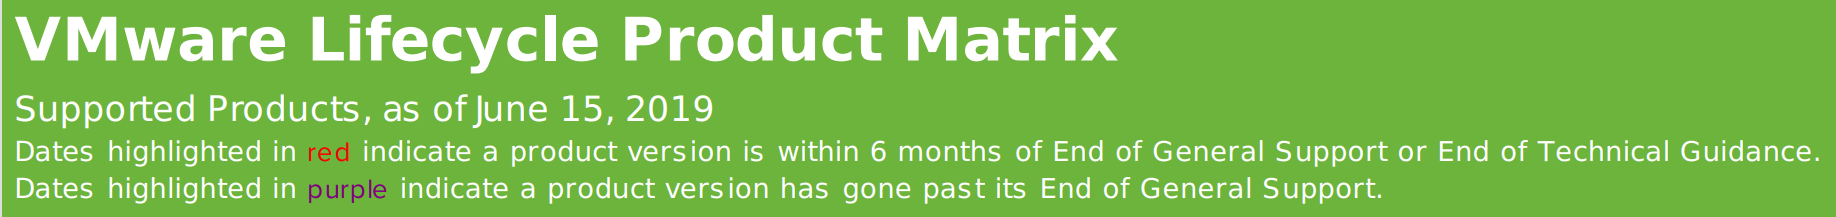 VMware Lifecycle Product Matrix
Supported Products, as of June 15, 2019
Dates highlighted in red indicate a product version is within 6 months of End of General Support or End of Technical Guidance.
Dates highlighted in purple indicate a product version has gone past its End of General Support.